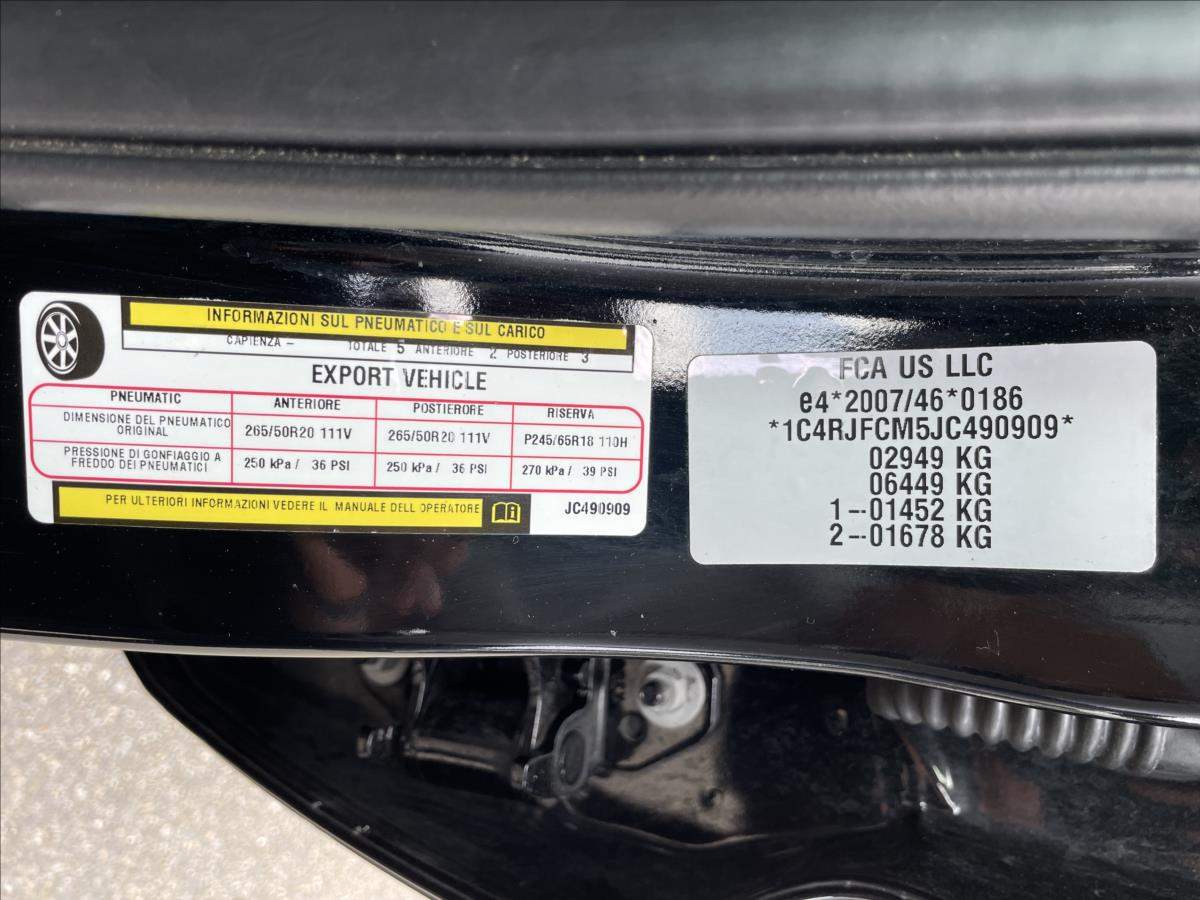 INFORMAZIONI SUL PNEUMATICO E SUL CARICO
CAPIENZA – TOTALE 5 ANTERIORE 2 POSTERIORE 3
EXPORT VEHICLE
PNEUMATIC ANTERIORE POSTIERORE RISERVA
DIMENSIONE DEL PNEUMATICO ORIGINAL 265/50R20 111V 265/50R20 111V P245/65R18 110H
PRESSIONE DI GONFIAGGIO A FREDDO DEI PNEUMATICI 250 kPa / 36 PSI 250 kPa / 36 PSI 270 kPa / 39 PSI
PER ULTERIORI INFORMAZIONI VEDERE IL MANUALE DELL OPERATORE
JC490909
FCA US LLC
e4*2007/46*0186
*1C4RJFCM5JC490909*
02949 KG
06449 KG
1--01452 KG
2--01678 KG